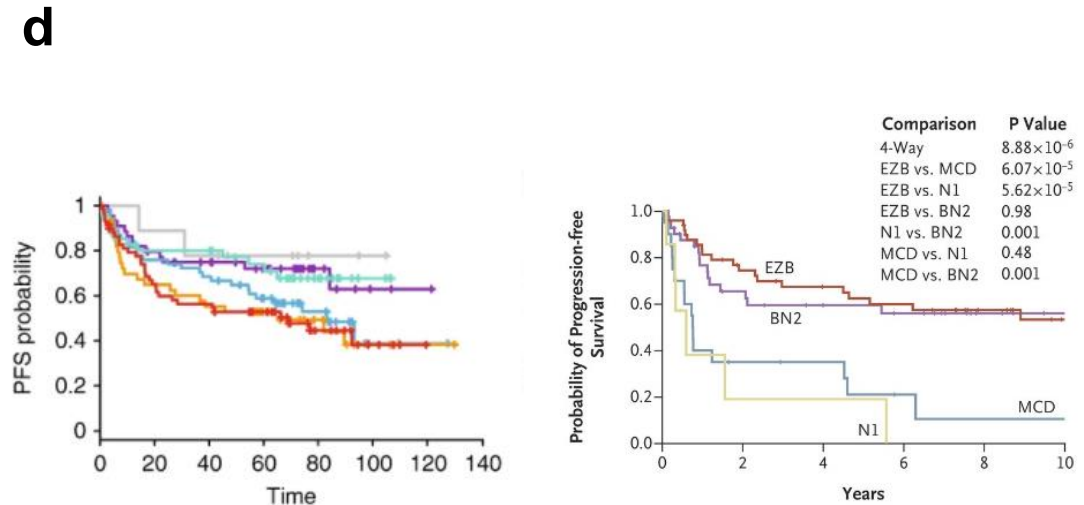 d
1
0.8
0.6
0.4
0.2
0
PFS probability
0 20 40 60 80 100 120 140
Time
Comparison P Value
4-Way 8.88×10⁻⁶
EZB vs. MCD 6.07×10⁻⁵
EZB vs. N1 5.62×10⁻⁵
EZB vs. BN2 0.98
N1 vs. BN2 0.001
MCD vs. N1 0.48
MCD vs. BN2 0.001
1.0
0.8
0.6
0.4
0.2
0.0
Probability of Progression-free
Survival
EZB
BN2
MCD
N1
0 2 4 6 8 10
Years